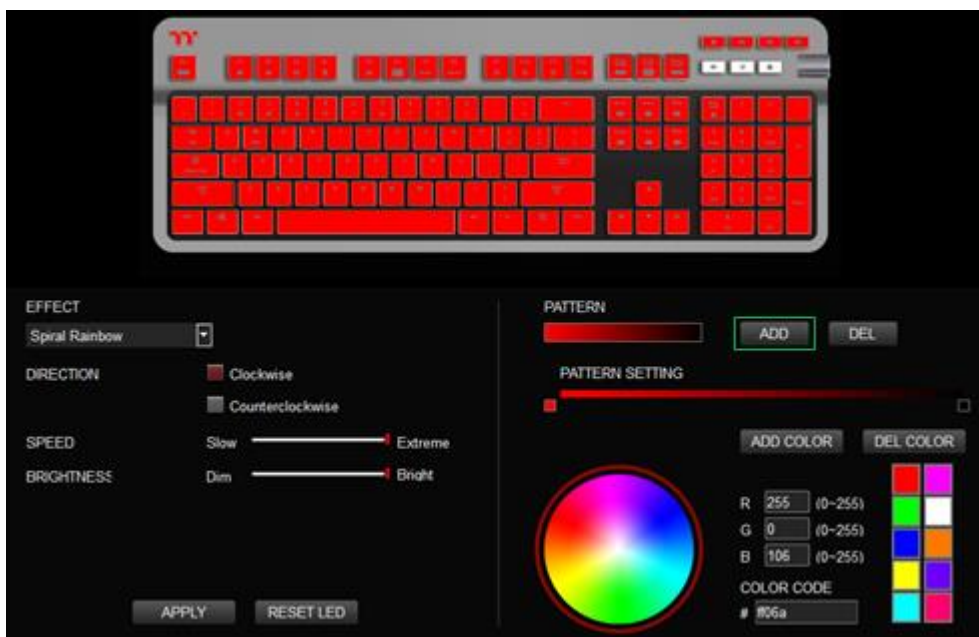 EFFECT
Spiral Rainbow
DIRECTION
Clockwise
Counterclockwise
SPEED
Slow
Extreme
BRIGHTNESS
Dim
Bright
APPLY
RESET LED
PATTERN
ADD
DEL
PATTERN SETTING
ADD COLOR
DEL COLOR
R 255 (0~255)
G 0 (0~255)
B 106 (0~255)
COLOR CODE
# ff06a